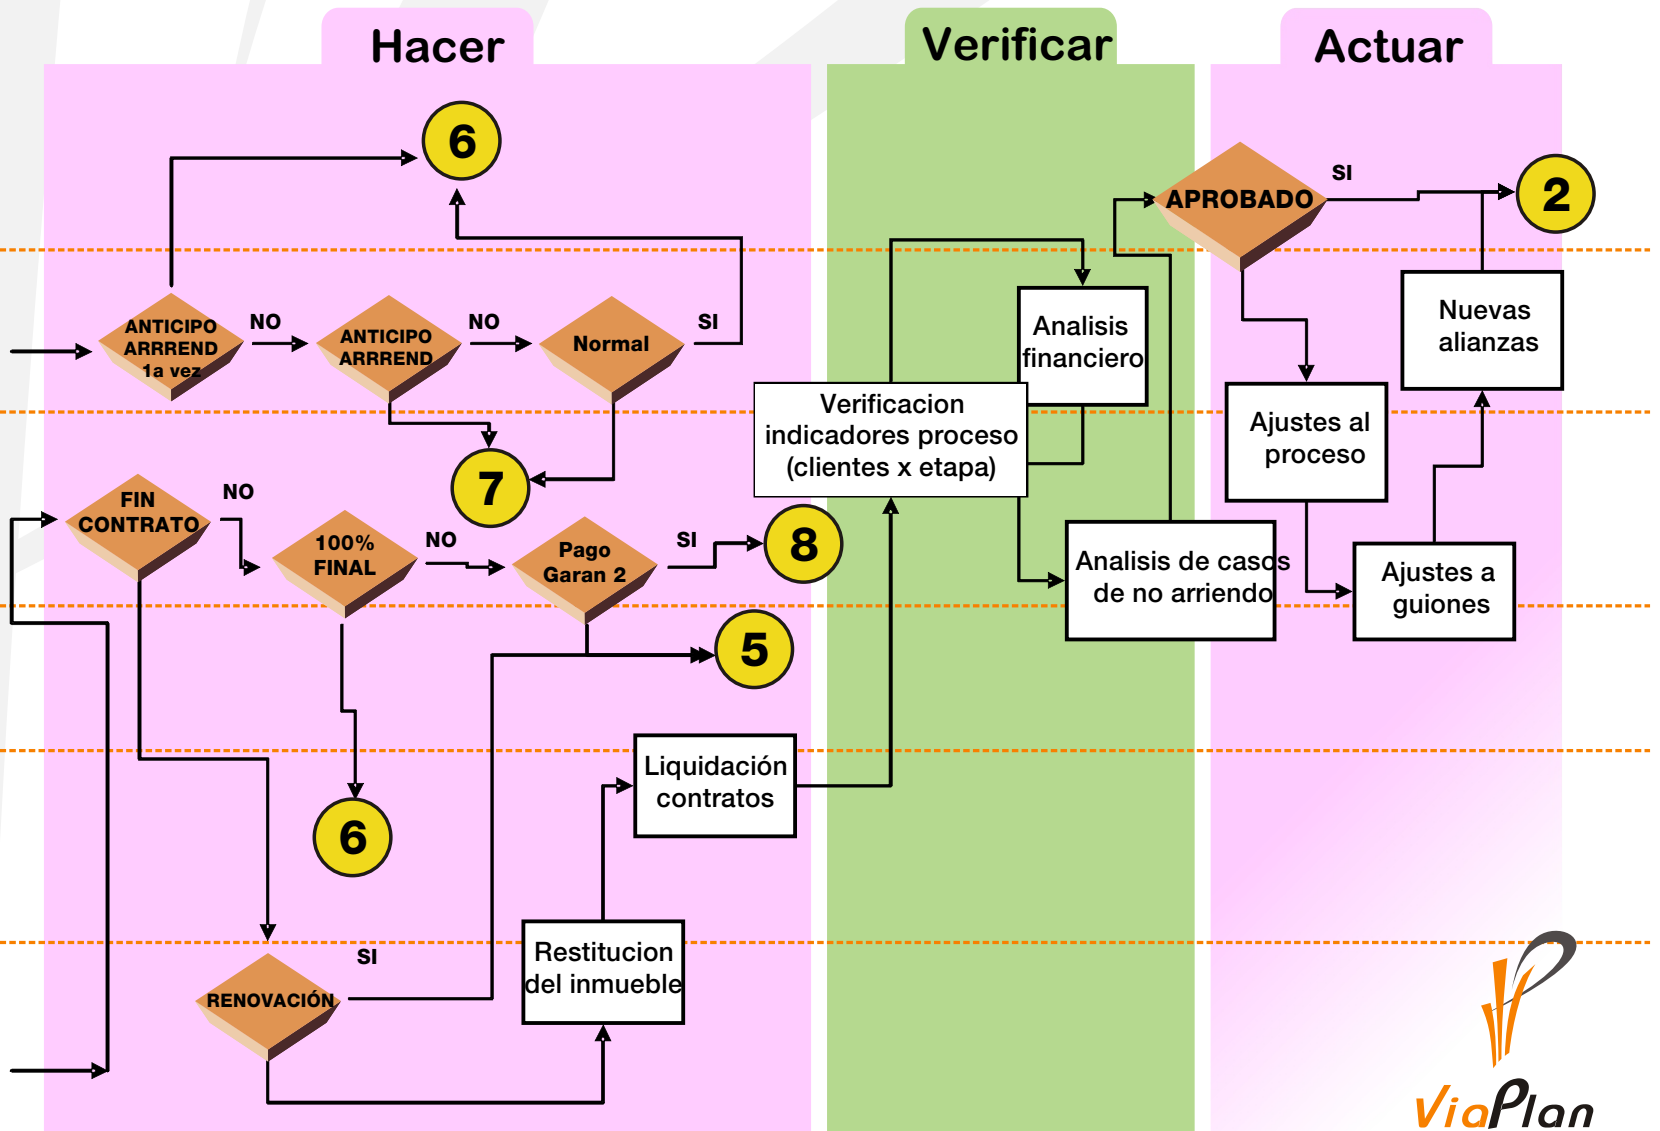 Hacer
Verificar
Actuar
6
APROBADO
SI
2
ANTICIPO
ARRREND
1a vez
NO
ANTICIPO
ARRREND
NO
Normal
SI
Analisis
financiero
Nuevas
alianzas
Verificacion
indicadores proceso
(clientes x etapa)
Ajustes al
proceso
7
FIN
CONTRATO
NO
100%
FINAL
NO
Pago
Garan 2
SI
8
Analisis de casos
de no arriendo
Ajustes a
guiones
5
Liquidación
contratos
6
RENOVACIÓN
SI
Restitucion
del inmueble
ViaPlan